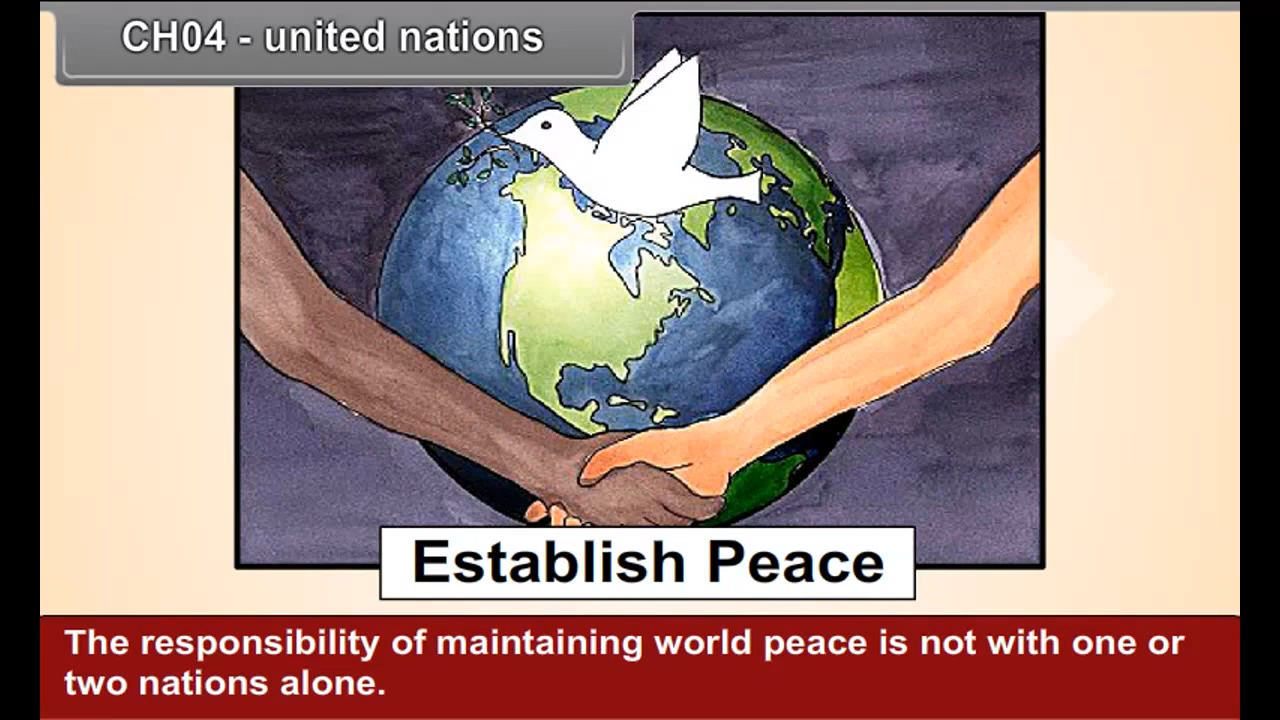 CH04 - united nations
Establish Peace
The responsibility of maintaining world peace is not with one or
two nations alone.